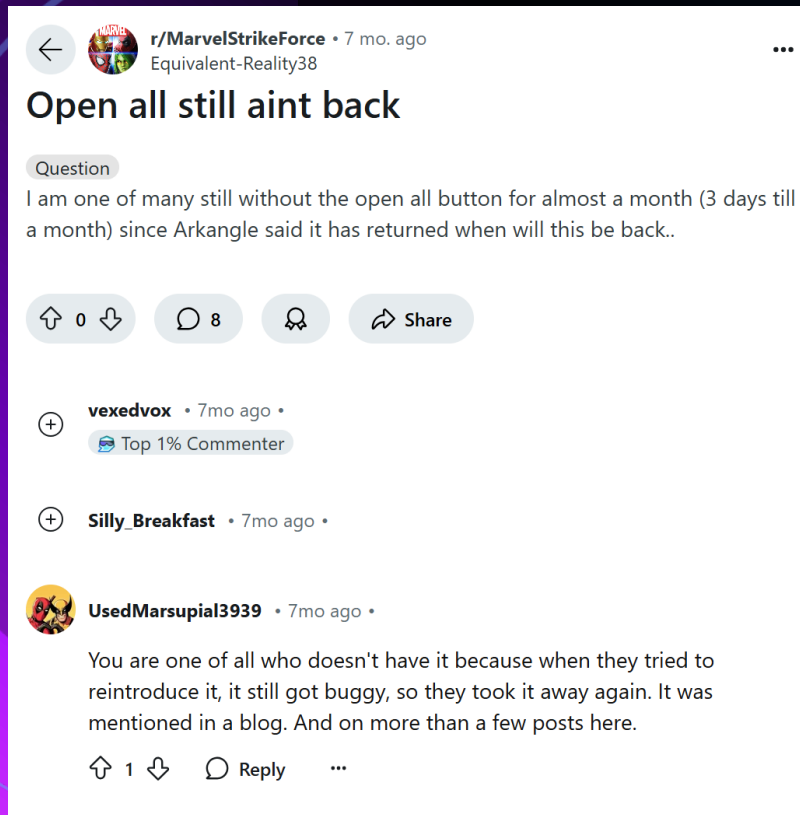 MARVEL
r/MarvelStrikeForce • 7 mo. ago
Equivalent-Reality38
Open all still aint back
Question
I am one of many still without the open all button for almost a month (3 days till
a month) since Arkangle said it has returned when will this be back..
0
8
Share
vexedvox • 7mo ago •
Top 1% Commenter
Silly_Breakfast • 7mo ago •
UsedMarsupial3939 • 7mo ago •
You are one of all who doesn't have it because when they tried to
reintroduce it, it still got buggy, so they took it away again. It was
mentioned in a blog. And on more than a few posts here.
1
Reply